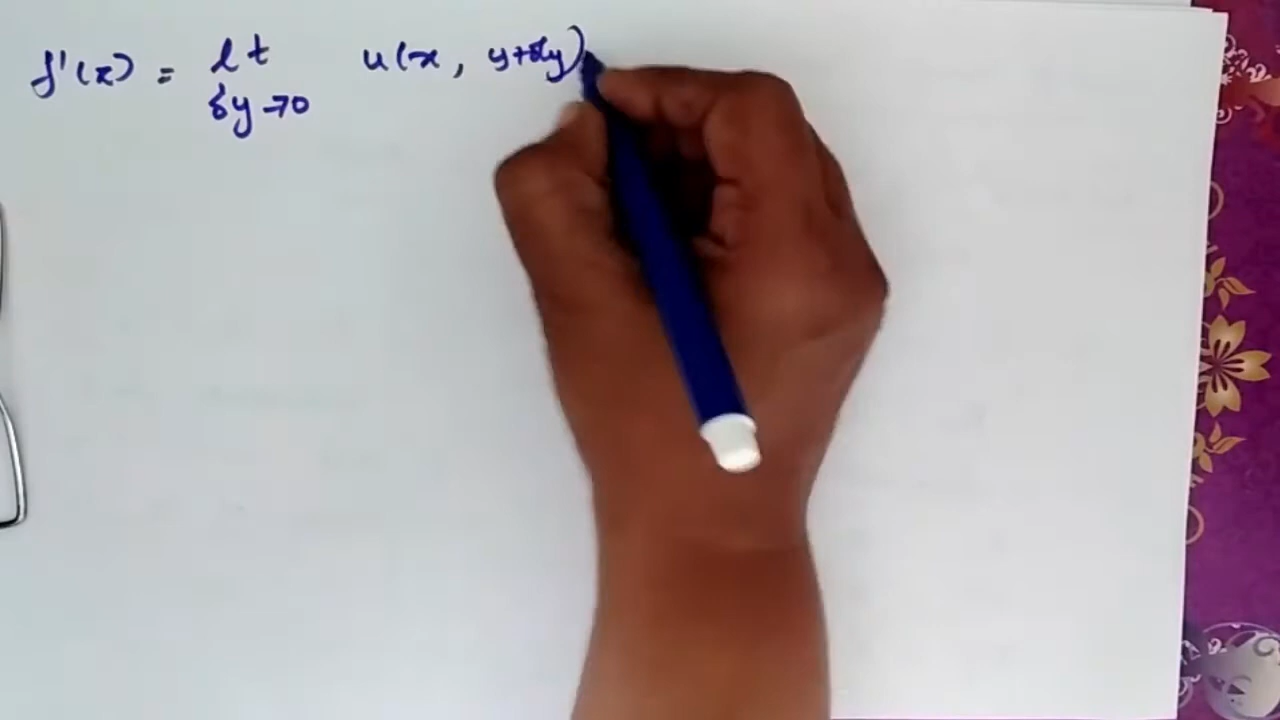 f'(z) = lt u(x, y+δy)
δy→0